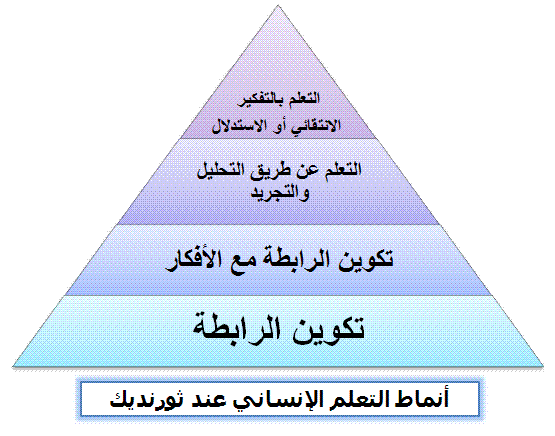 التعلم بالتفكير
الانتقائي أو الاستدلال
التعلم عن طريق التحليل
والتجريد
تكوين الرابطة مع الأفكار
تكوين الرابطة
أنماط التعلم الإنساني عند ثورنديك